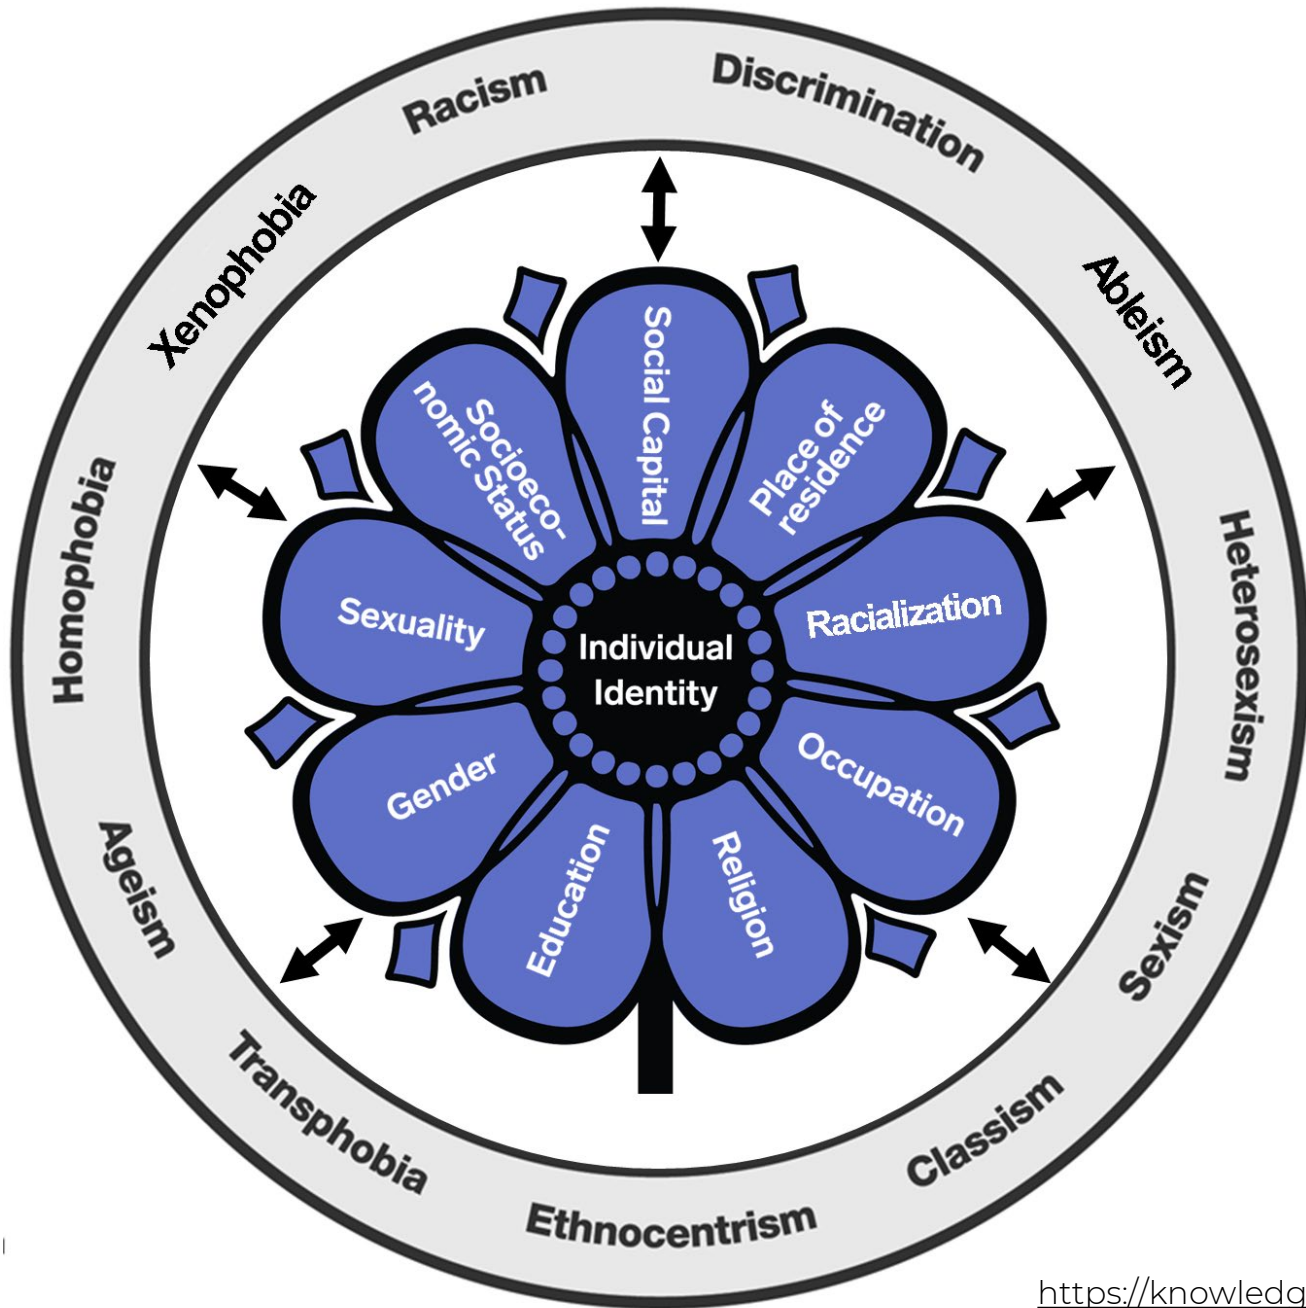 Racism
Discrimination
Xenophobia
Ableism
Homophobia
Heterosexism
Ageism
Sexism
Transphobia
Classism
Ethnocentrism
Social Capital
Place of
residence
Racialization
Occupation
Religion
Education
Gender
Sexuality
Socioeco-
nomic Status
Individual
Identity
https://knowledg